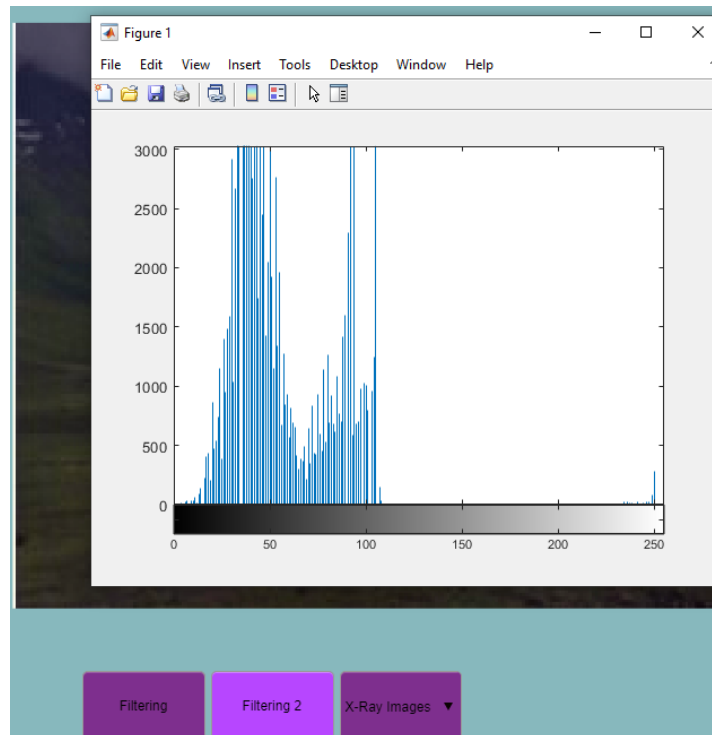 Figure 1
File Edit View Insert Tools Desktop Window Help
3000
2500
2000
1500
1000
500
0
0 50 100 150 200 250
Filtering Filtering 2 X-Ray Images